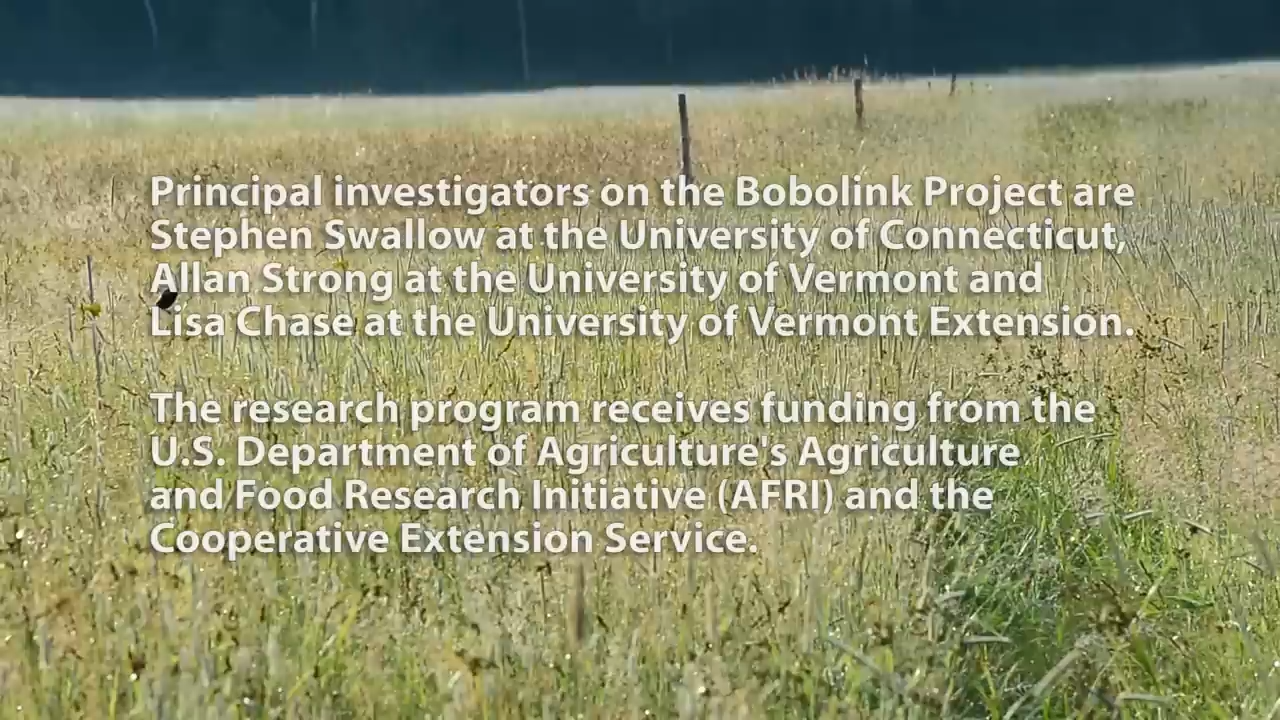 Principal investigators on the Bobolink Project are
Stephen Swallow at the University of Connecticut,
Allan Strong at the University of Vermont and
Lisa Chase at the University of Vermont Extension.
The research program receives funding from the
U.S. Department of Agriculture's Agriculture
and Food Research Initiative (AFRI) and the
Cooperative Extension Service.